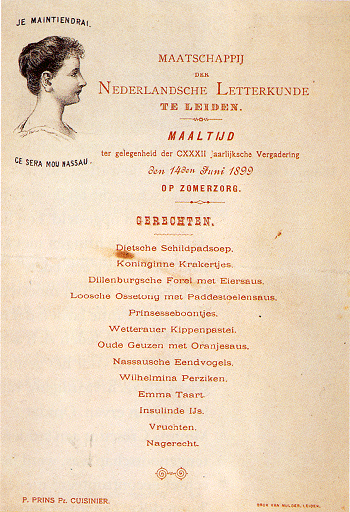 JE MAINTIENDRAI.
CE SERA MOU NASSAU.
MAATSCHAPPIJ
DER
NEDERLANDSCHE LETTERKUNDE
TE LEIDEN.
MAALTIJD
ter gelegenheid der CXXXII jaarlijksche Vergadering
den 14den Juni 1899
OP ZOMERZORG.
GERECHTEN.
Dietsche Schildpadsoep.
Koninginne Krakertjes.
Dillenburgsche Forel met Eiersaus.
Loosche Ossetong met Paddestoelensaus.
Prinsesseboontjes.
Wetterauer Kippenpastei.
Oude Geuzen met Oranjesaus.
Nassausche Eendvogels.
Wilhelmina Perziken.
Emma Taart.
Insulinde IJs.
Vruchten.
Nagerecht.
P. PRINS Pz. CUISINIER.
DRUK VAN MULDER, LEIDEN.